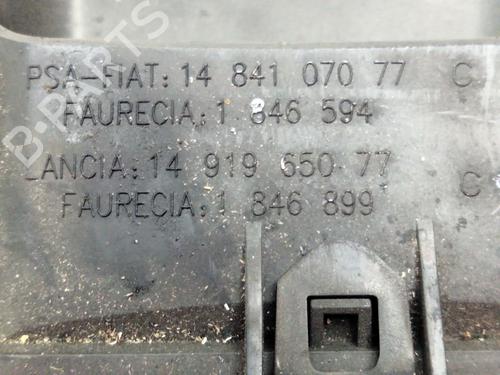 PSA-FIAT: 14 841 070 77 C
FAURECIA: 1 846 594
LANCIA: 14 919 650 77 C
FAURECIA: 1 846 899
B-PARTS